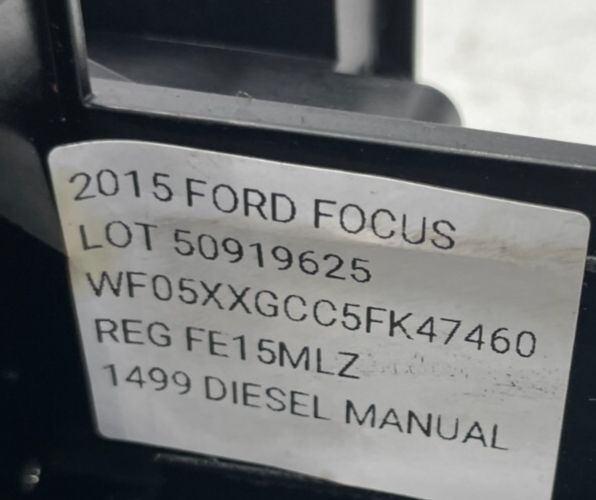 2015 FORD FOCUS
LOT 50919625
WF05XXGCC5FK47460
REG FE15MLZ
1499 DIESEL MANUAL